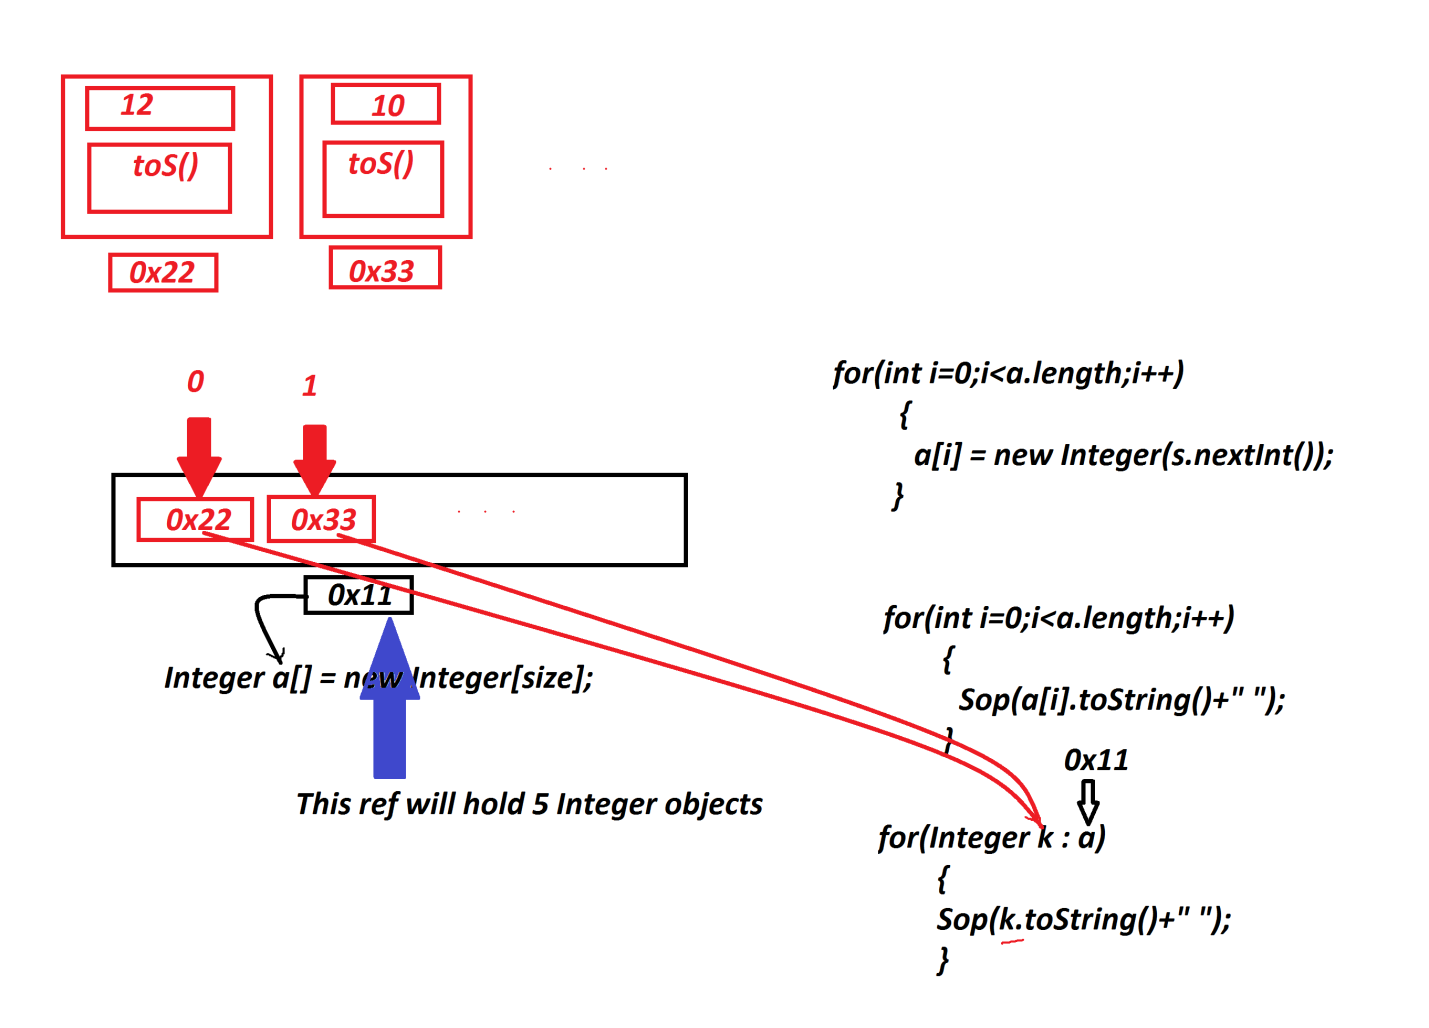 12
10
toS()
toS()
0x22
0x33
0
1
0x22
0x33
0x11
Integer a[] = new Integer[size];
This ref will hold 5 Integer objects
for(int i=0;i<a.length;i++)
{
a[i] = new Integer(s.nextInt());
}
for(int i=0;i<a.length;i++)
{
Sop(a[i].toString()+" ");
}
0x11
for(Integer k : a)
{
Sop(k.toString()+" ");
}